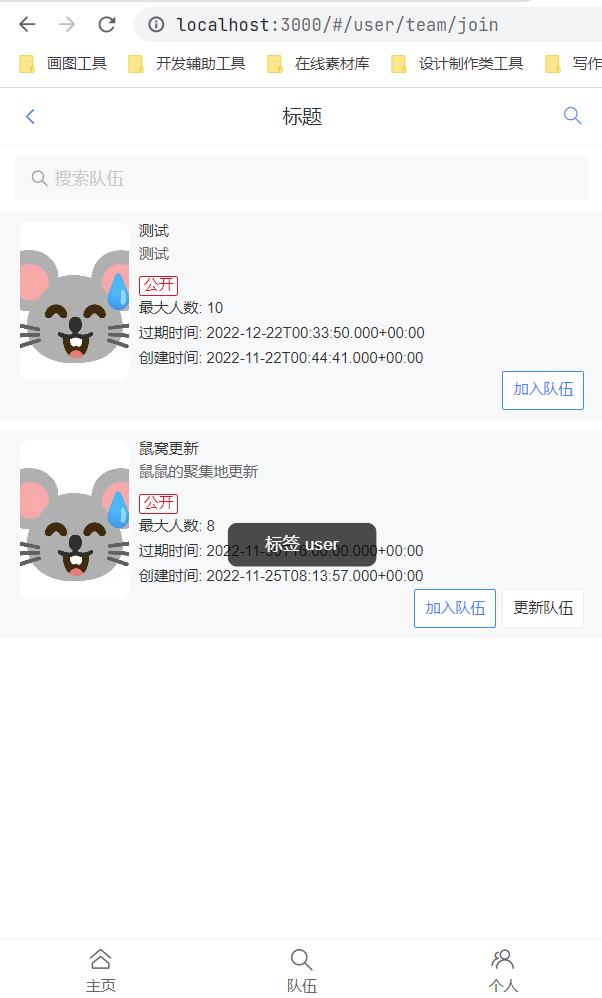 localhost:3000/#/user/team/join
画图工具 开发辅助工具 在线素材库 设计制作类工具 写作
标题
搜索队伍
测试
测试
公开
最大人数: 10
过期时间: 2022-12-22T00:33:50.000+00:00
创建时间: 2022-11-22T00:44:41.000+00:00
加入队伍
鼠窝更新
鼠鼠的聚集地更新
公开
最大人数: 8
标签 user
过期时间: 2022-11-30T16:00:00.000+00:00
创建时间: 2022-11-25T08:13:57.000+00:00
加入队伍 更新队伍
主页 队伍 个人